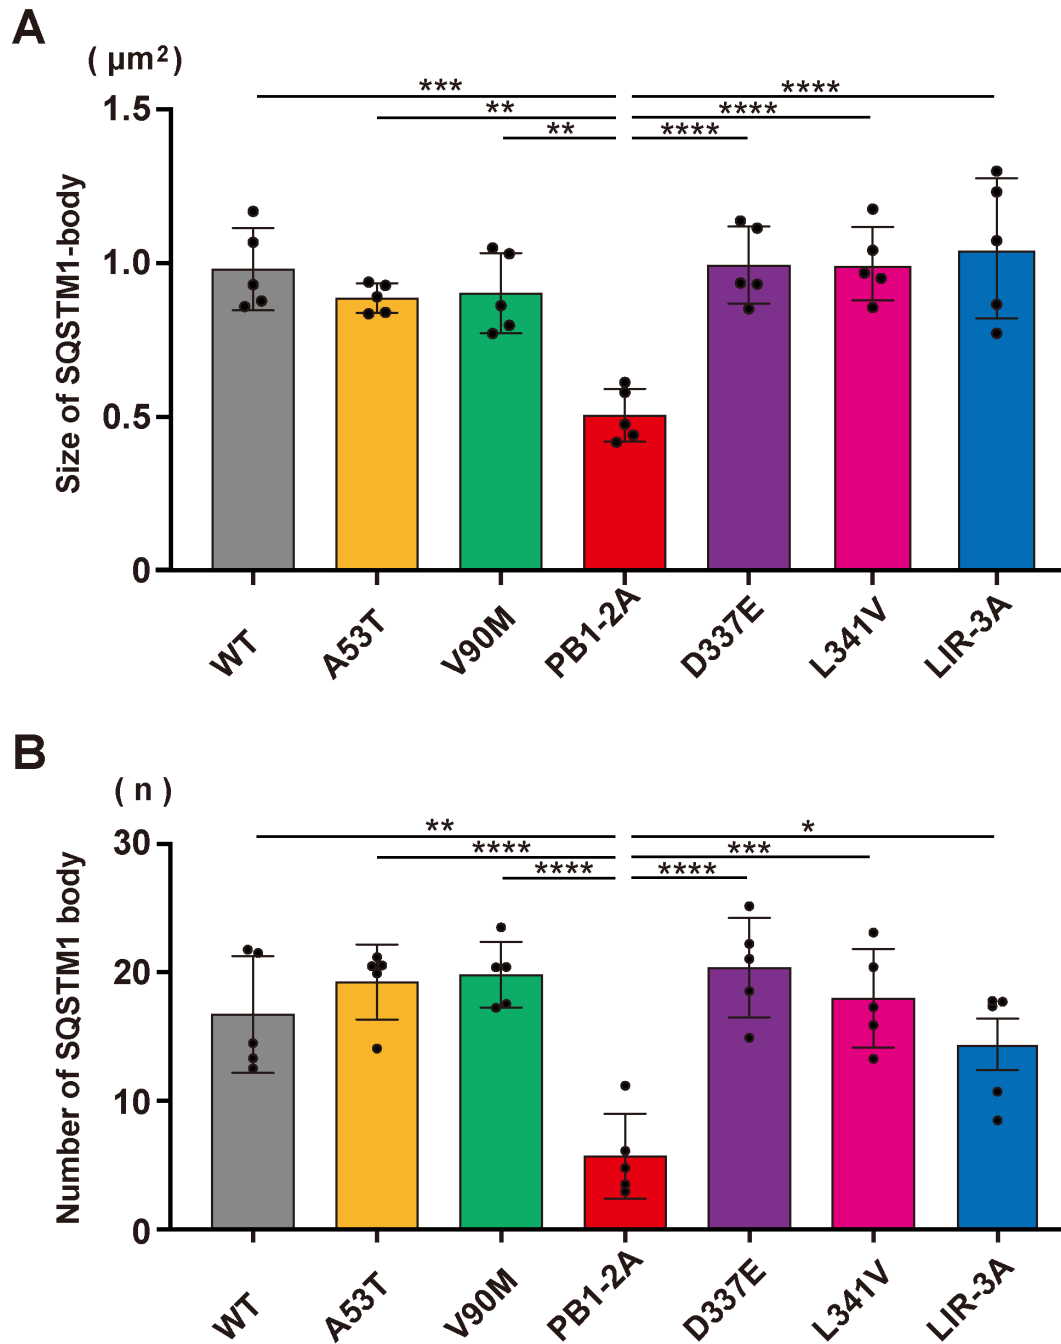 A
( µm² )
Size of SQSTM1-body
1.5
1.0
0.5
0
*** ****
** ****
** ****
WT A53T V90M PB1-2A D337E L341V LIR-3A
B
( n )
Number of SQSTM1 body
30
20
10
0
** *
**** ***
**** ****
WT A53T V90M PB1-2A D337E L341V LIR-3A